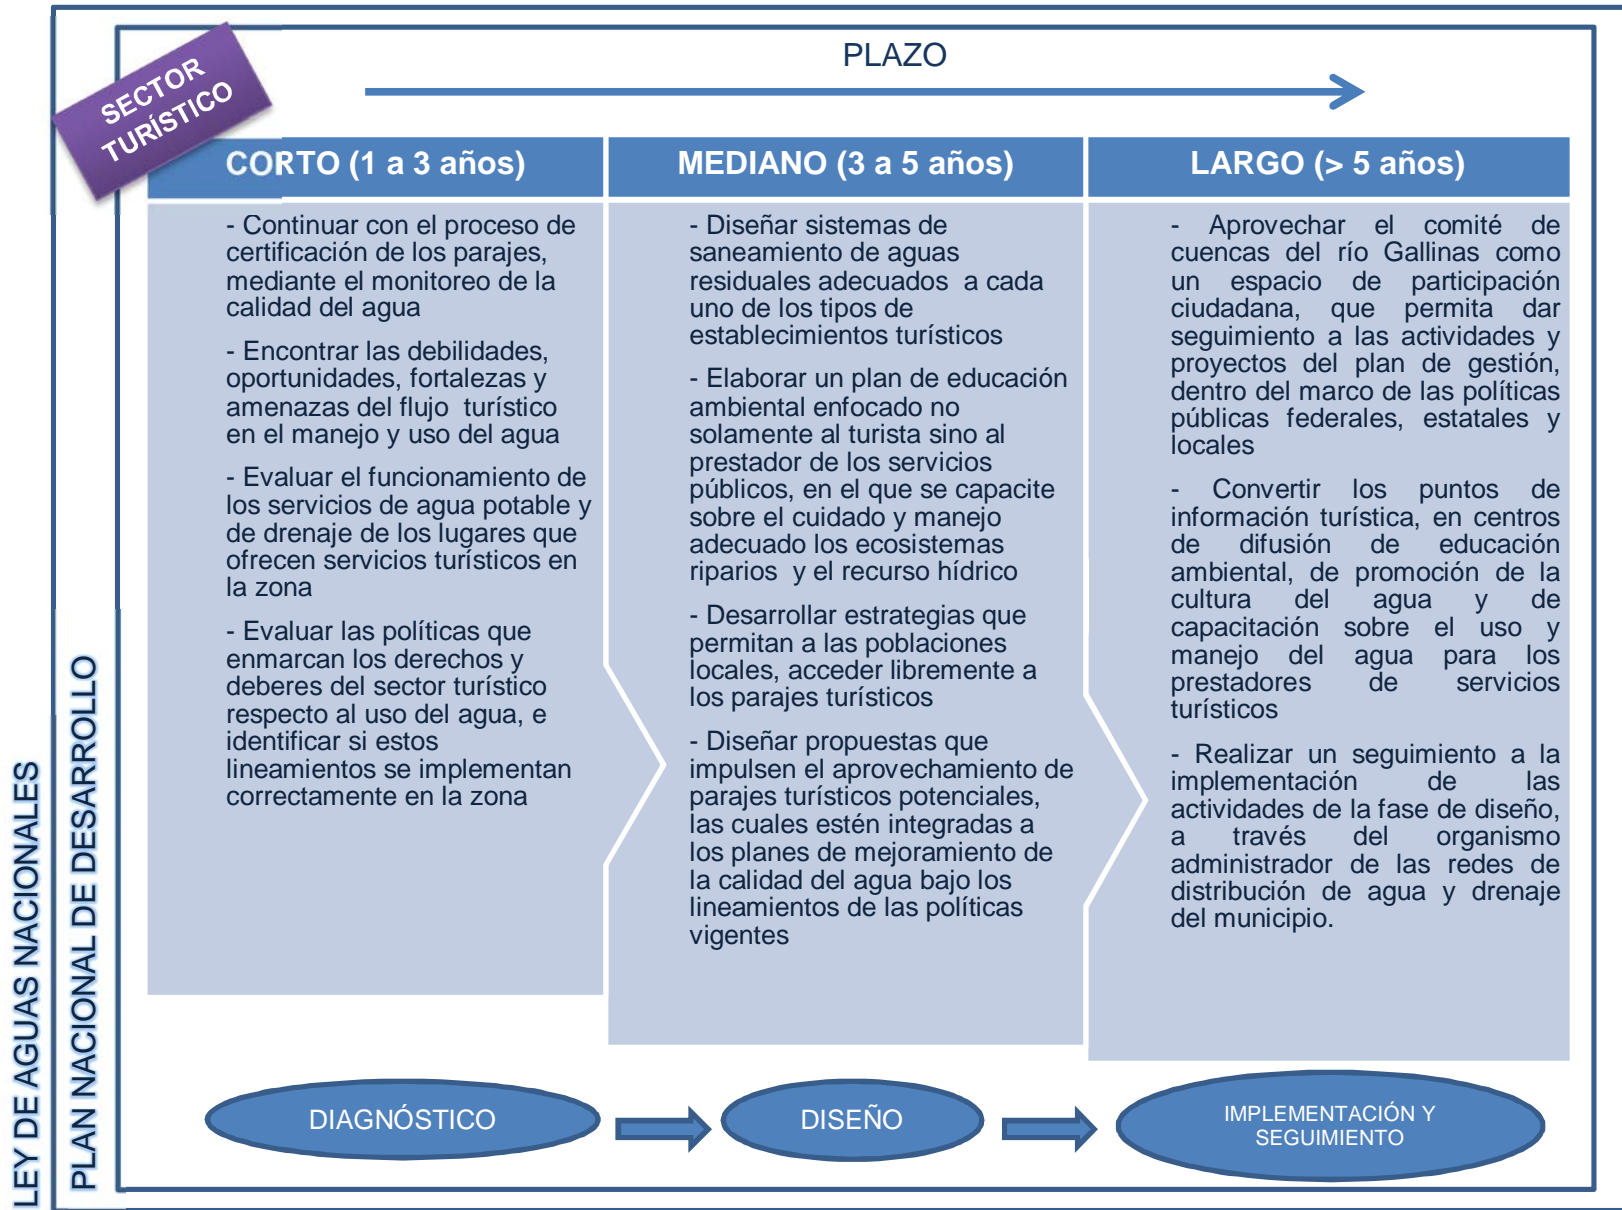 PLAZO
SECTOR
TURÍSTICO
CORTO (1 a 3 años)
- Continuar con el proceso de
certificación de los parajes,
mediante el monitoreo de la
calidad del agua
- Encontrar las debilidades,
oportunidades, fortalezas y
amenazas del flujo turístico
en el manejo y uso del agua
- Evaluar el funcionamiento de
los servicios de agua potable y
de drenaje de los lugares que
ofrecen servicios turísticos en
la zona
- Evaluar las políticas que
enmarcan los derechos y
deberes del sector turístico
respecto al uso del agua, e
identificar si estos
lineamientos se implementan
correctamente en la zona
MEDIANO (3 a 5 años)
- Diseñar sistemas de
saneamiento de aguas
residuales adecuados a cada
uno de los tipos de
establecimientos turísticos
- Elaborar un plan de educación
ambiental enfocado no
solamente al turista sino al
prestador de los servicios
públicos, en el que se capacite
sobre el cuidado y manejo
adecuado los ecosistemas
riparios y el recurso hídrico
- Desarrollar estrategias que
permitan a las poblaciones
locales, acceder libremente a
los parajes turísticos
- Diseñar propuestas que
impulsen el aprovechamiento de
parajes turísticos potenciales,
las cuales estén integradas a
los planes de mejoramiento de
la calidad del agua bajo los
lineamientos de las políticas
vigentes
LARGO (> 5 años)
- Aprovechar el comité de
cuencas del río Gallinas como
un espacio de participación
ciudadana, que permita dar
seguimiento a las actividades y
proyectos del plan de gestión,
dentro del marco de las políticas
públicas federales, estatales y
locales
- Convertir los puntos de
información turística, en centros
de difusión de educación
ambiental, de promoción de la
cultura del agua y de
capacitación sobre el uso y
manejo del agua para los
prestadores de servicios
turísticos
- Realizar un seguimiento a la
implementación de las
actividades de la fase de diseño,
a través del organismo
administrador de las redes de
distribución de agua y drenaje
del municipio.
DIAGNÓSTICO
DISEÑO
IMPLEMENTACIÓN Y
SEGUIMIENTO
LEY DE AGUAS NACIONALES
PLAN NACIONAL DE DESARROLLO